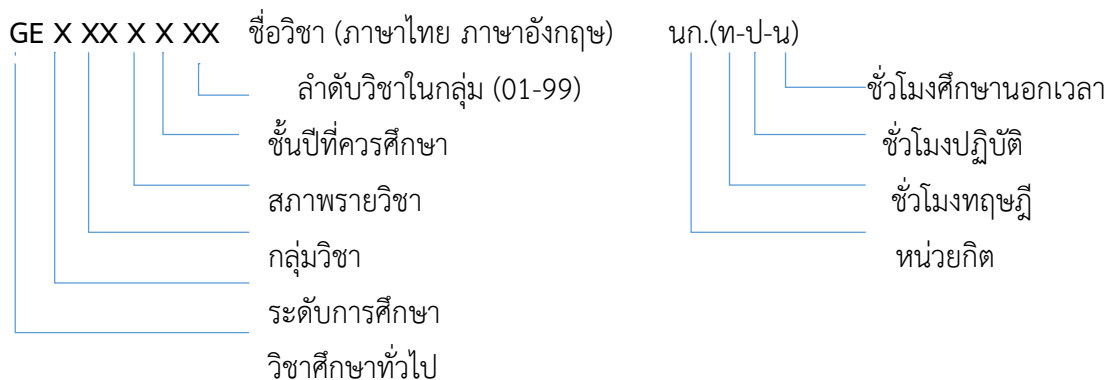 GE X XX X X XX ชื่อวิชา (ภาษาไทย ภาษาอังกฤษ) นก.(ท-ป-น)
ลำดับวิชาในกลุ่ม (01-99) ชั่วโมงศึกษานอกเวลา
ชั้นปีที่ควรศึกษา ชั่วโมงปฏิบัติ
สภาพรายวิชา ชั่วโมงทฤษฎี
กลุ่มวิชา หน่วยกิต
ระดับการศึกษา
วิชาศึกษาทั่วไป